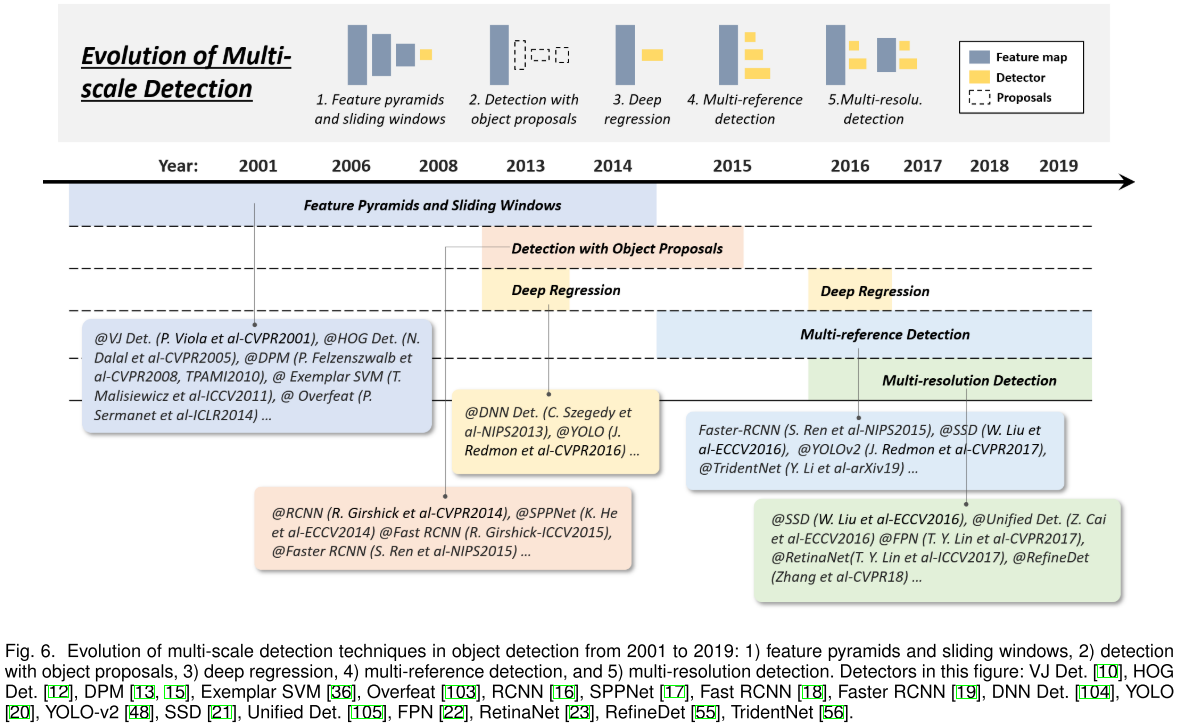 Evolution of Multi-
scale Detection
1. Feature pyramids
and sliding windows
2. Detection with
object proposals
3. Deep
regression
4. Multi-reference
detection
5.Multi-resolu.
detection
Feature map
Detector
Proposals
Year: 2001 2006 2008 2013 2014 2015 2016 2017 2018 2019
Feature Pyramids and Sliding Windows
Detection with Object Proposals
Deep Regression
Deep Regression
Multi-reference Detection
Multi-resolution Detection
@VJ Det. (P. Viola et al-CVPR2001), @HOG Det. (N.
Dalal et al-CVPR2005), @DPM (P. Felzenszwalb et
al-CVPR2008, TPAMI2010), @ Exemplar SVM (T.
Malisiewicz et al-ICCV2011), @ Overfeat (P.
Sermanet et al-ICLR2014) ...
@DNN Det. (C. Szegedy et
al-NIPS2013), @YOLO (J.
Redmon et al-CVPR2016) ...
Faster-RCNN (S. Ren et al-NIPS2015), @SSD (W. Liu et
al-ECCV2016), @YOLOv2 (J. Redmon et al-CVPR2017),
@TridentNet (Y. Li et al-arXiv19) ...
@RCNN (R. Girshick et al-CVPR2014), @SPPNet (K. He
et al-ECCV2014) @Fast RCNN (R. Girshick-ICCV2015),
@Faster RCNN (S. Ren et al-NIPS2015) ...
@SSD (W. Liu et al-ECCV2016), @Unified Det. (Z. Cai
et al-ECCV2016) @FPN (T. Y. Lin et al-CVPR2017),
@RetinaNet(T. Y. Lin et al-ICCV2017), @RefineDet
(Zhang et al-CVPR18) ...
Fig. 6. Evolution of multi-scale detection techniques in object detection from 2001 to 2019: 1) feature pyramids and sliding windows, 2) detection
with object proposals, 3) deep regression, 4) multi-reference detection, and 5) multi-resolution detection. Detectors in this figure: VJ Det. [10], HOG
Det. [12], DPM [13, 15], Exemplar SVM [36], Overfeat [103], RCNN [16], SPPNet [17], Fast RCNN [18], Faster RCNN [19], DNN Det. [104], YOLO
[20], YOLO-v2 [48], SSD [21], Unified Det. [105], FPN [22], RetinaNet [23], RefineDet [55], TridentNet [56].